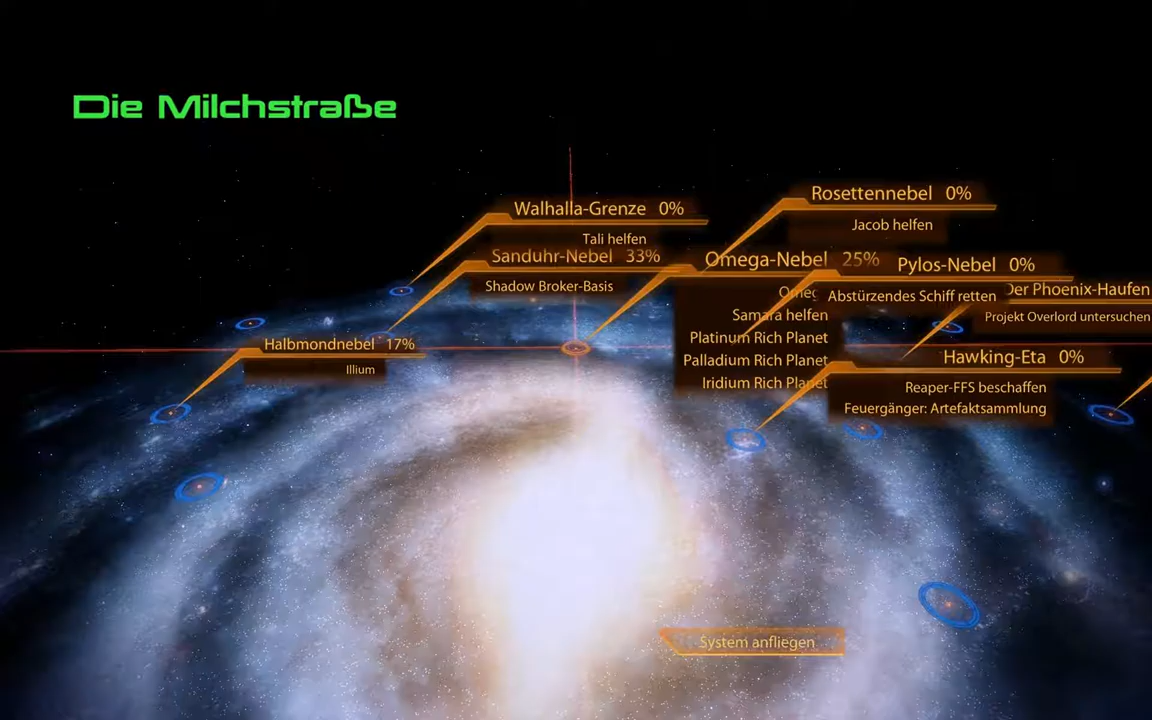 Die Milchstraße
Walhalla-Grenze 0%
Tali helfen
Sanduhr-Nebel 33%
Shadow Broker-Basis
Halbmondnebel 17%
Illium
Rosettennebel 0%
Jacob helfen
Omega-Nebel 25%
Samara helfen
Platinum Rich Planet
Palladium Rich Planet
Iridium Rich Planet
Pylos-Nebel 0%
Abstürzendes Schiff retten
Der Phoenix-Haufen
Projekt Overlord untersuchen
Hawking-Eta 0%
Reaper-FFS beschaffen
Feuergänger: Artefaktsammlung
System anfliegen